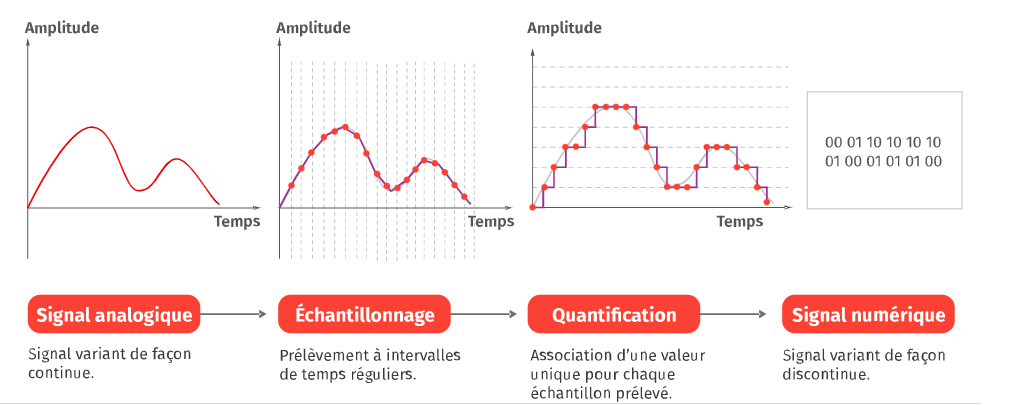 Amplitude
Temps
Amplitude
Temps
Amplitude
Temps
00 01 10 10 10 10
01 00 01 01 01 00
Signal analogique
Signal variant de façon
continue.
Échantillonnage
Prélèvement à intervalles
de temps réguliers.
Quantification
Association d’une valeur
unique pour chaque
échantillon prélevé.
Signal numérique
Signal variant de façon
discontinue.